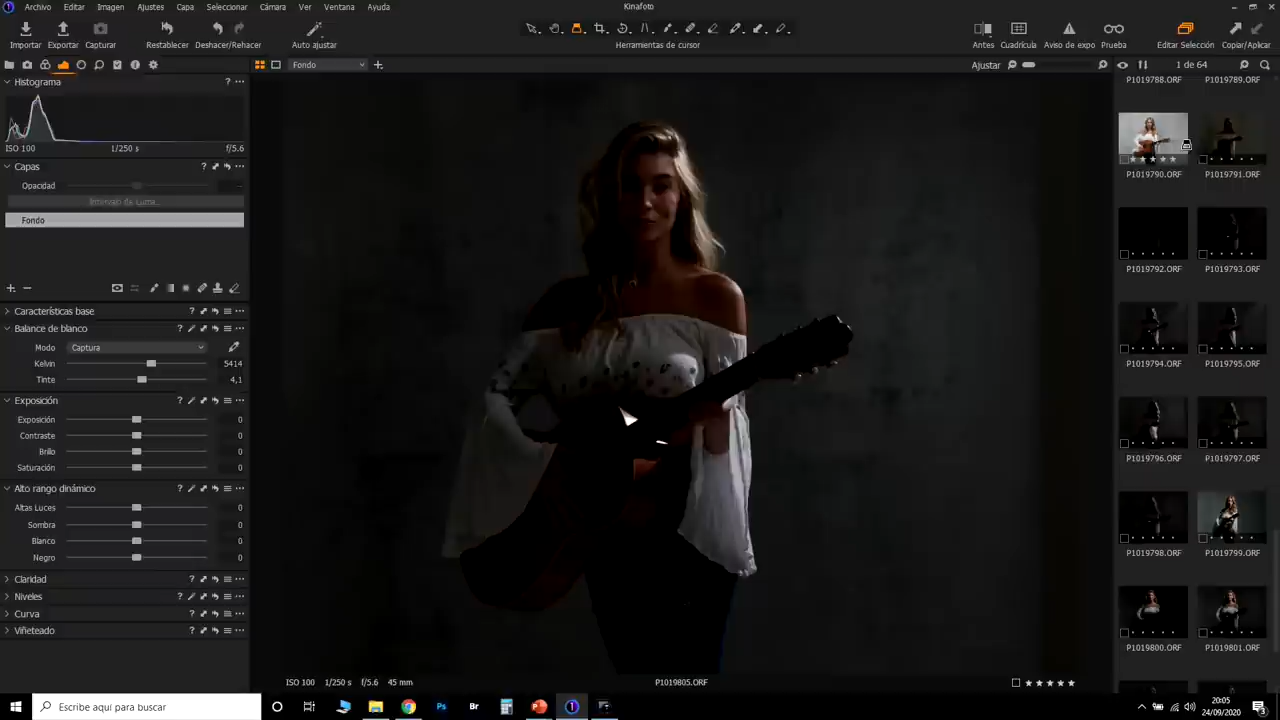 Archivo Editar Imagen Ajustes Capa Seleccionar Cámara Ver Ventana Ayuda
Kinafoto
Importar Exportar Capturar Restablecer Deshacer/Rehacer Auto ajustar
Herramientas de cursor
Antes Cuadrícula Aviso de expo Prueba Editar Selección Copiar/Aplicar
Fondo
Ajustar
1 de 64
Histograma
ISO 100 1/250 s f/5.6
Capas
Opacidad
Fondo
Características base
Balance de blanco
Modo Captura
Kelvin 5414
Tinte 4,1
Exposición
Exposición 0
Contraste 0
Brilo 0
Saturación 0
Alto rango dinámico
Altas Luces 0
Sombra 0
Blanco 0
Negro 0
Claridad
Niveles
Curva
Viñeteado
ISO 100 1/250 s f/5.6 45 mm
P1019805.ORF
P1019788.ORF P1019789.ORF
P1019790.ORF P1019791.ORF
P1019792.ORF P1019793.ORF
P1019794.ORF P1019795.ORF
P1019796.ORF P1019797.ORF
P1019798.ORF P1019799.ORF
P1019800.ORF P1019801.ORF
Escribe aquí para buscar
Ps
Br
20:05
24/09/2020